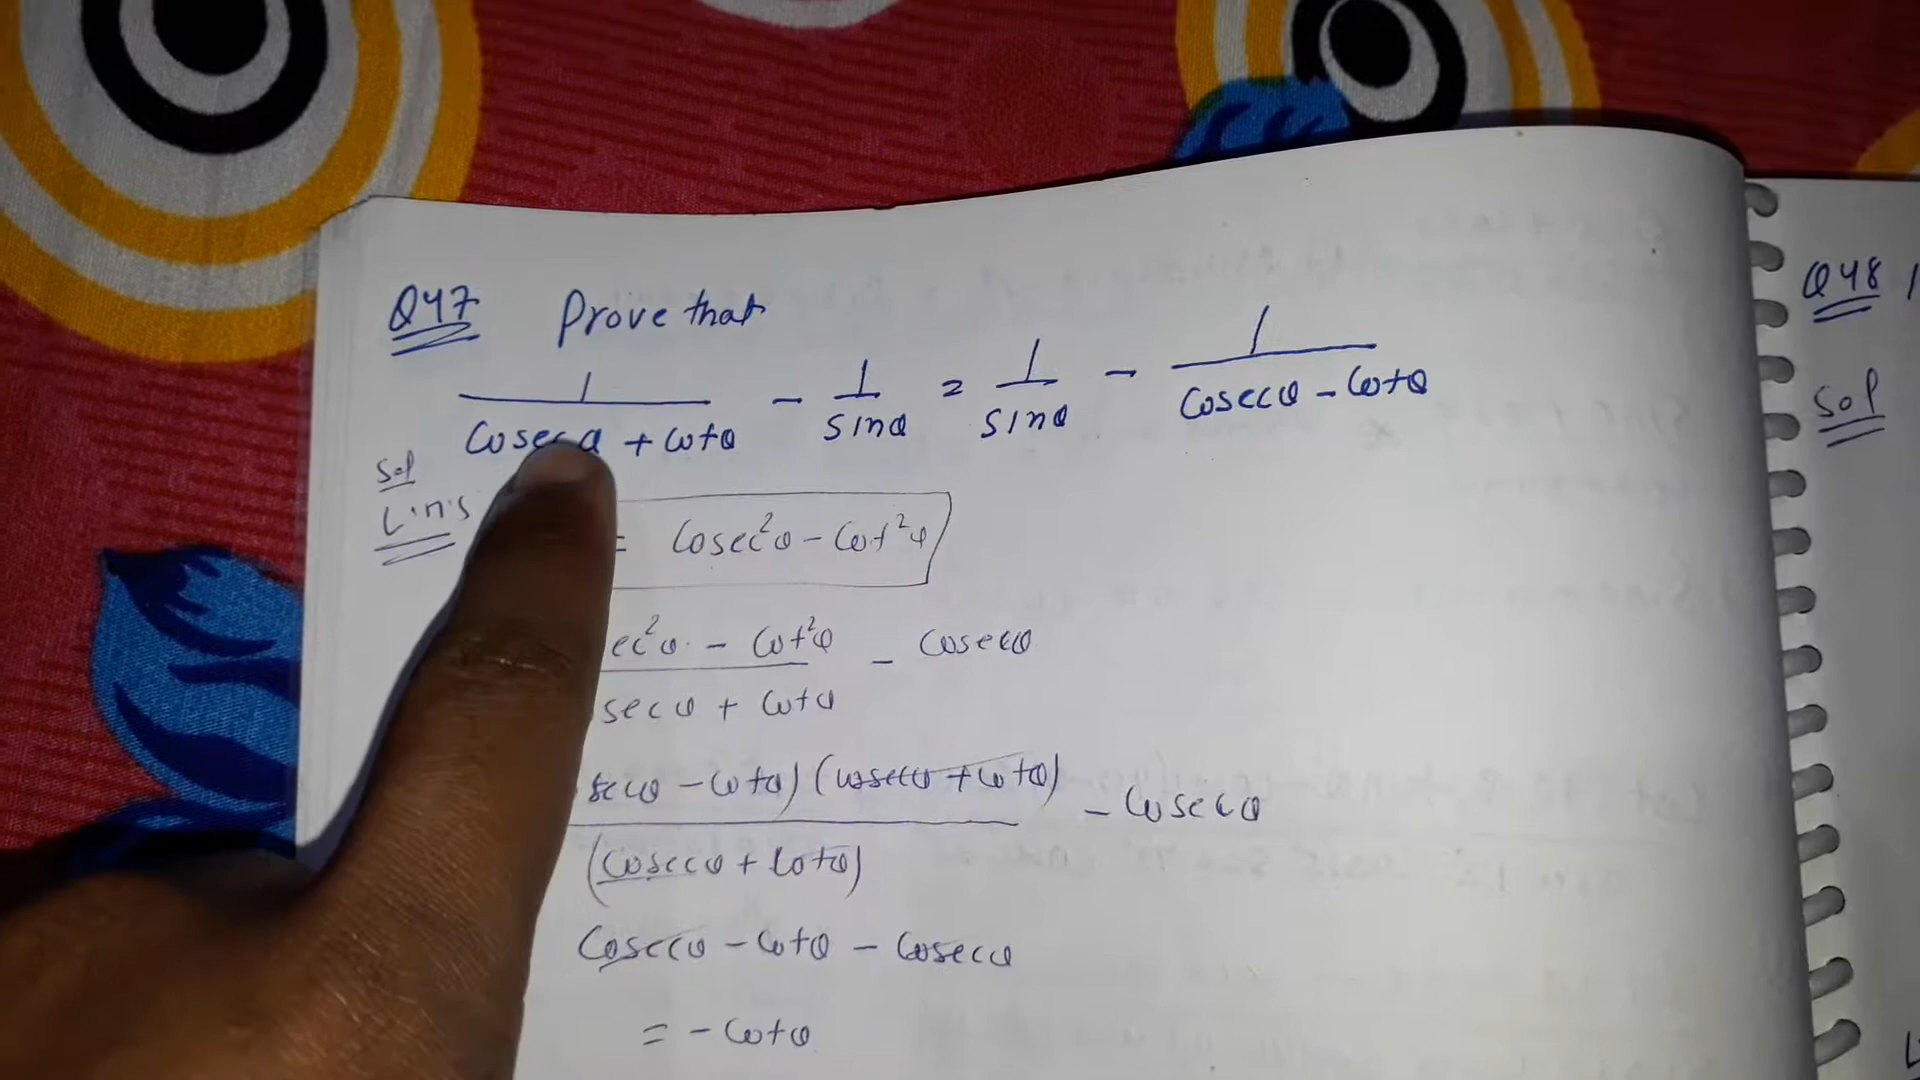 Q47 Prove that
1/(Cosecθ + Cotθ) - 1/sinθ = 1/sinθ - 1/(Cosecθ - Cotθ)
Sol
L.H.S
= Cosec²θ - Cot²θ
ec²θ - Cot²θ - Cosecθ
secθ + Cotθ
secθ - Cotθ) (Cosecθ + Cotθ) - Cosecθ
(Cosecθ + Cotθ)
Cosecθ - Cotθ - Cosecθ
= - Cotθ
Q48
Sol